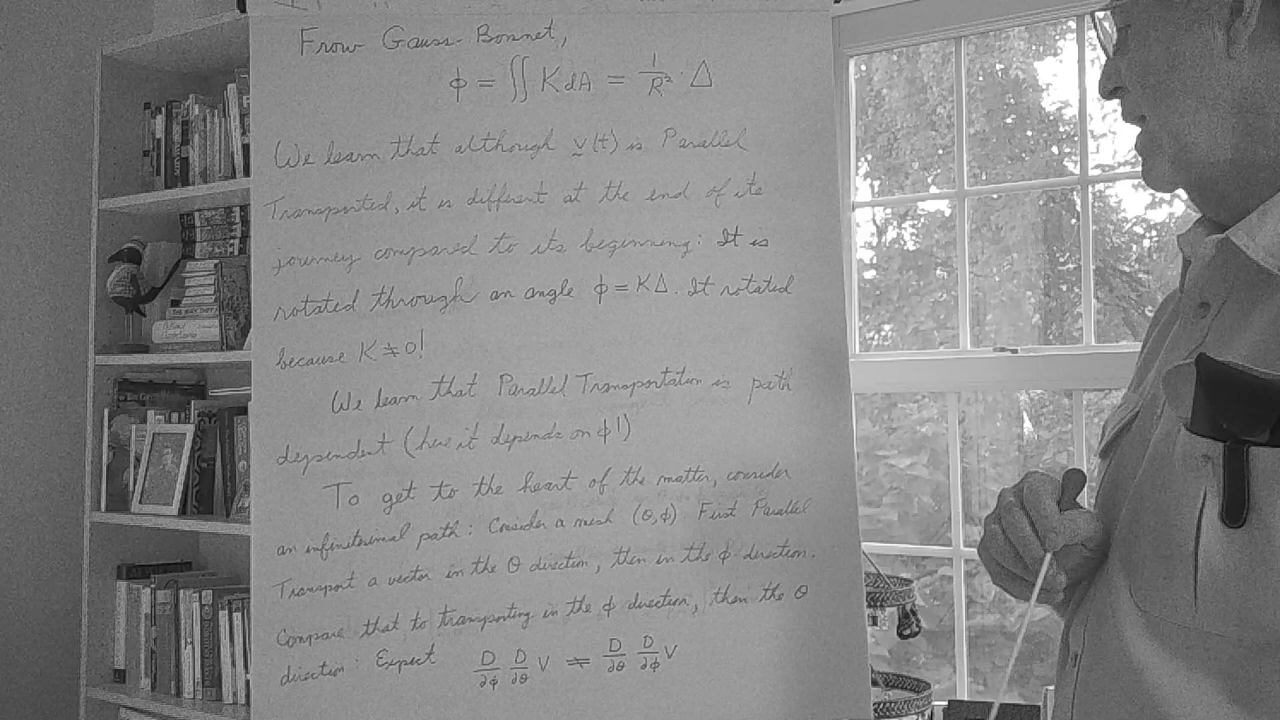 From Gauss-Bonnet,
ϕ = ∬ K dA = 1/R² · Δ
We learn that although v(t) is Parallel
Transported, it is different at the end of its
journey compared to its beginning: It is
rotated through an angle ϕ = KΔ. It rotated
because K ≠ 0!
We learn that Parallel Transportation is path
dependent (here it depends on ϕ!)
To get to the heart of the matter, consider
an infinitesimal path: Consider a mesh (θ,ϕ) First Parallel
Transport a vector in the θ direction, then in the ϕ direction.
Compare that to transporting in the ϕ direction, then the θ
direction: Expect D/∂ϕ D/∂θ V ≠ D/∂θ D/∂ϕ V